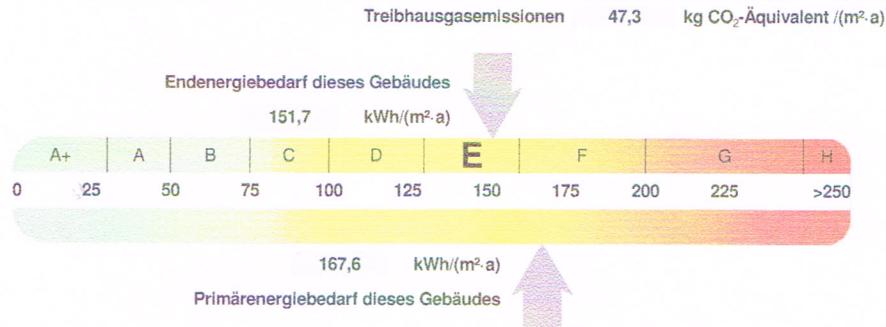 Treibhausgasemissionen 47,3 kg CO₂-Äquivalent /(m²·a)
Endenergiebedarf dieses Gebäudes
151,7 kWh/(m²·a)
A+ A B C D E F G H
0 25 50 75 100 125 150 175 200 225 >250
167,6 kWh/(m²·a)
Primärenergiebedarf dieses Gebäudes